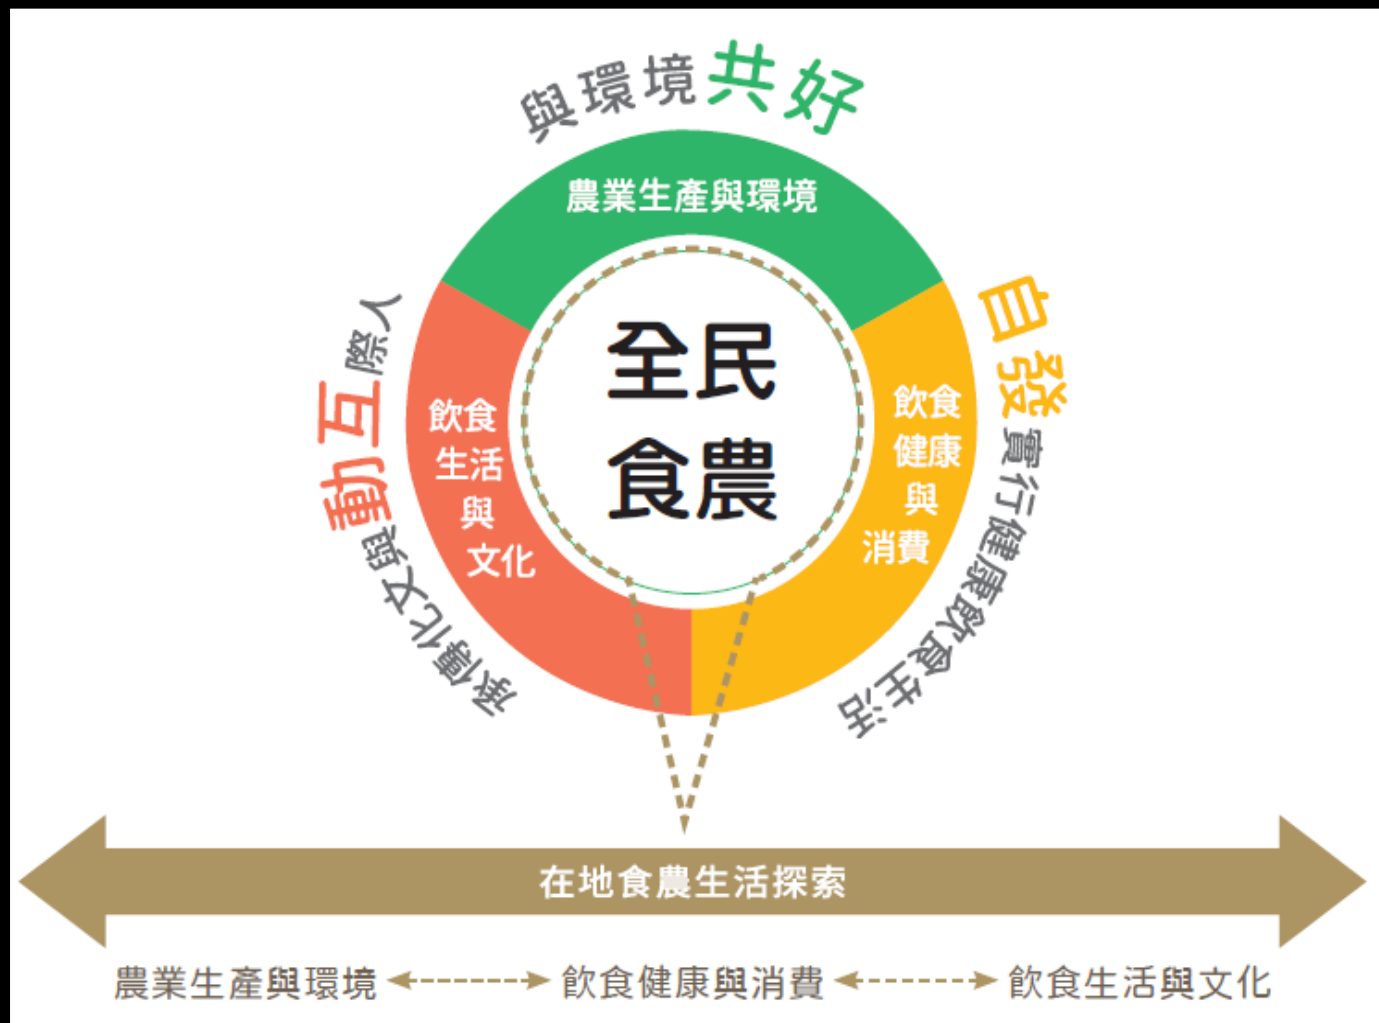 與環境共好
農業生產與環境
自發實行健康飲食生活
飲食
健康
與
消費
人際互動與文化傳承
飲食
生活
與
文化
全民
食農
在地食農生活探索
農業生產與環境 飲食健康與消費 飲食生活與文化